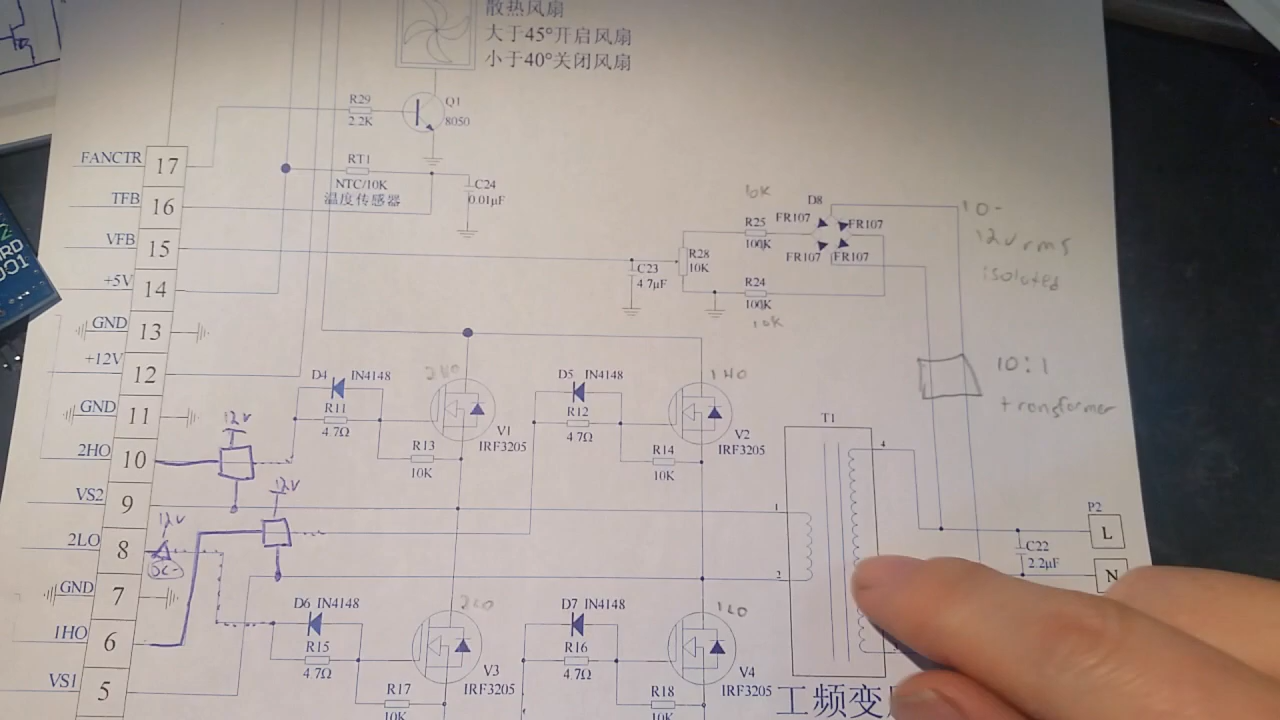 散热风扇
大于45°开启风扇
小于40°关闭风扇
R29
2.2K
Q1
8050
FANCTR 17
RT1
NTC/10K
温度传感器
C24
0.01μF
TFB 16
VFB 15
+5V 14
GND 13
+12V 12
GND 11
2HO 10
VS2 9
2LO 8
GND 7
1HO 6
VS1 5
10K
D8
R25
100K
FR107
FR107
FR107
FR107
R28
10K
C23
4.7μF
R24
100K
10K
10-
12v rms
isolated
10:1
transformer
D4 IN4148
R11
4.7Ω
R13
10K
2HO
V1
IRF3205
D5 IN4148
R12
4.7Ω
R14
10K
1HO
V2
IRF3205
12V
12V
12V
T1
4
1
2
P2
L
N
C22
2.2μF
D6 IN4148
R15
4.7Ω
R17
10K
2LO
V3
IRF3205
D7 IN4148
R16
4.7Ω
R18
10K
1LO
V4
IRF3205
工频变